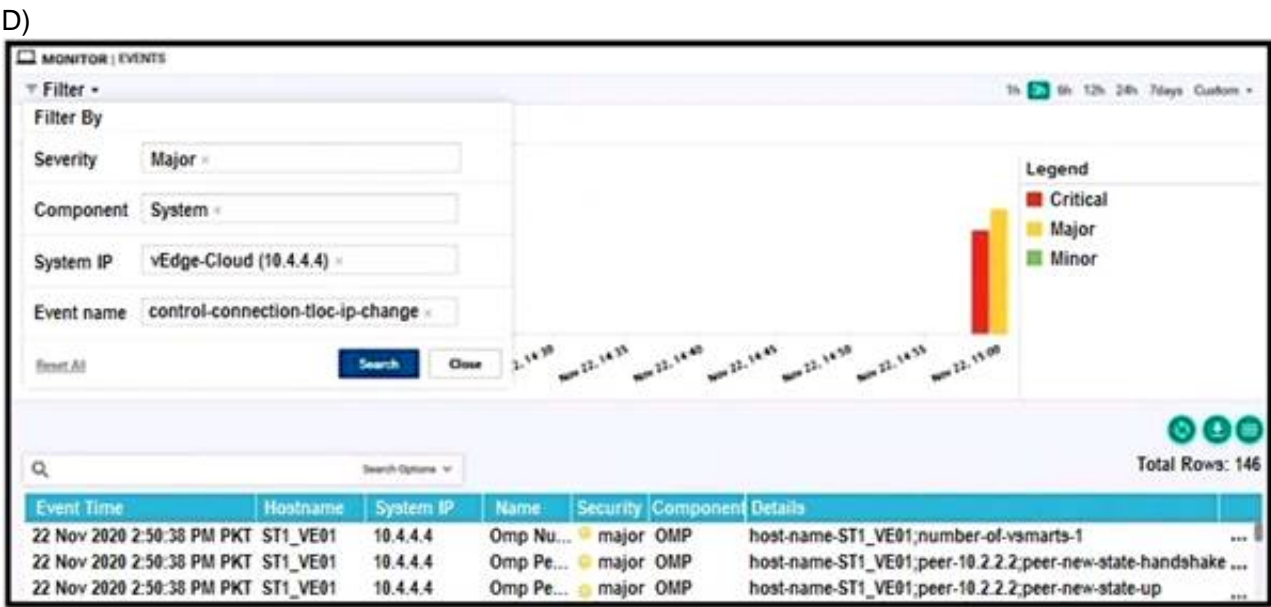 D)
MONITOR | EVENTS
Filter
1h 3h 6h 12h 24h 7days Custom
Filter By
Severity Major ×
Component System ×
System IP vEdge-Cloud (10.4.4.4) ×
Event name control-connection-tloc-ip-change ×
Reset All Search Close
Legend
Critical
Major
Minor
2, 14:30 Nov 22, 14:35 Nov 22, 14:40 Nov 22, 14:45 Nov 22, 14:50 Nov 22, 14:55 Nov 22, 15:00
Search Options
Total Rows: 146
Event Time Hostname System IP Name Security Component Details
22 Nov 2020 2:50:38 PM PKT ST1_VE01 10.4.4.4 Omp Nu... major OMP host-name-ST1_VE01;number-of-vsmarts-1 ...
22 Nov 2020 2:50:38 PM PKT ST1_VE01 10.4.4.4 Omp Pe... major OMP host-name-ST1_VE01;peer-10.2.2.2;peer-new-state-handshake ...
22 Nov 2020 2:50:38 PM PKT ST1_VE01 10.4.4.4 Omp Pe... major OMP host-name-ST1_VE01;peer-10.2.2.2;peer-new-state-up ...